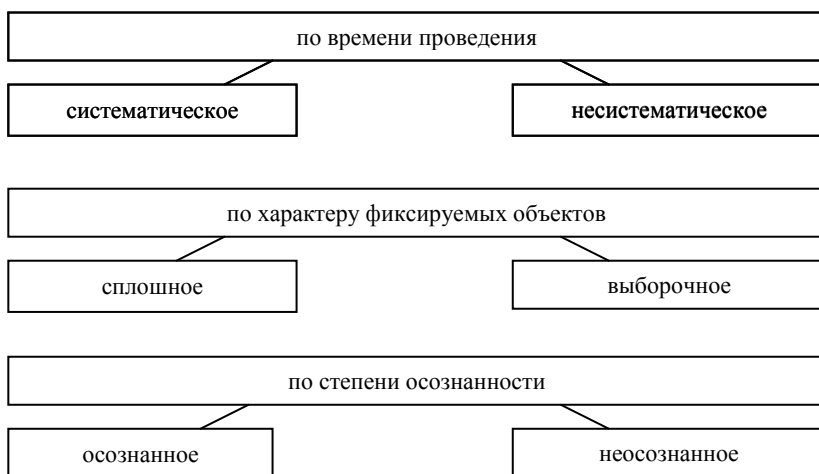 по времени проведения
систематическое
несистематическое
по характеру фиксируемых объектов
сплошное
выборочное
по степени осознанности
осознанное
неосознанное